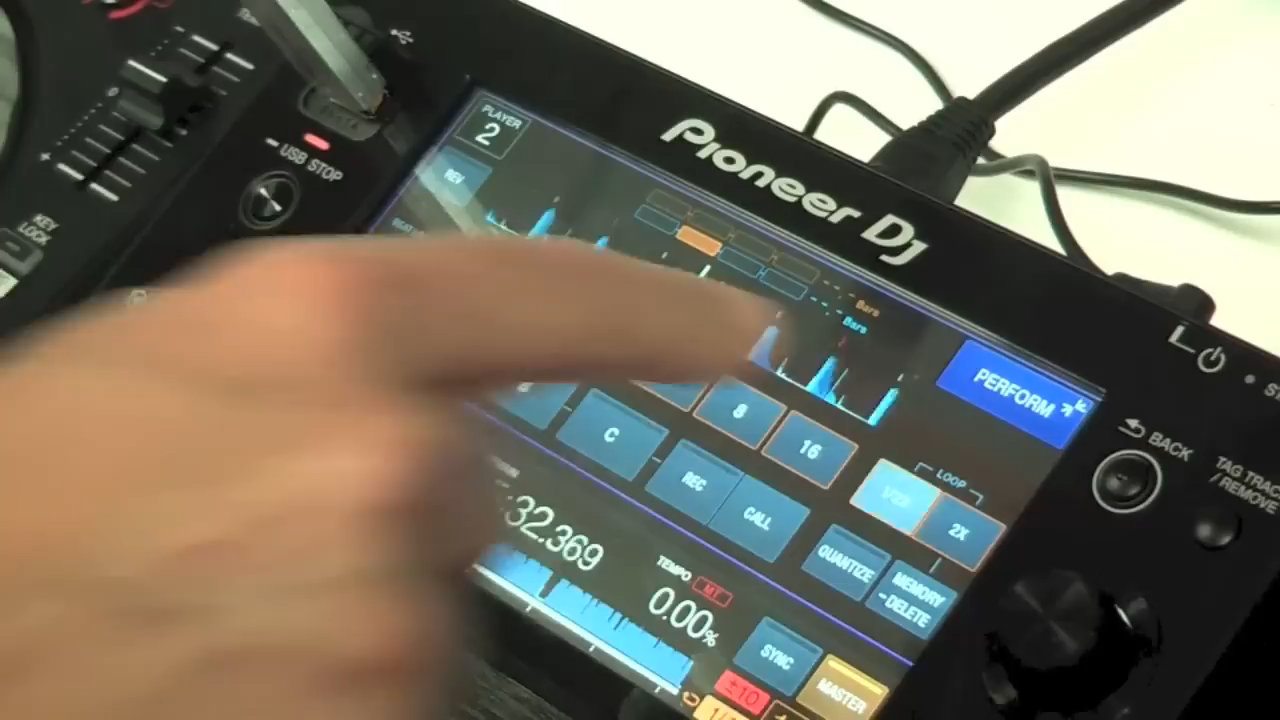 PLAYER
2
Pioneer DJ
USB STOP
REV
KEY
LOCK
Bars
Bars
PERFORM
BACK
8
16
C
REC
CALL
LOOP
1/2X
2X
QUANTIZE
MEMORY
DELETE
:32.369
TEMPO
MT
0.00%
SYNC
MASTER
±10
TAG TRAC
/ REMOVE